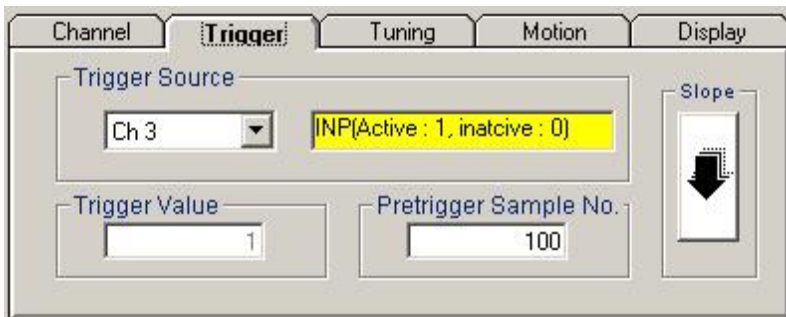 Channel Trigger Tuning Motion Display
Trigger Source
Slope
Ch 3 INP(Active : 1, inatcive : 0)
Trigger Value Pretrigger Sample No.
1 100